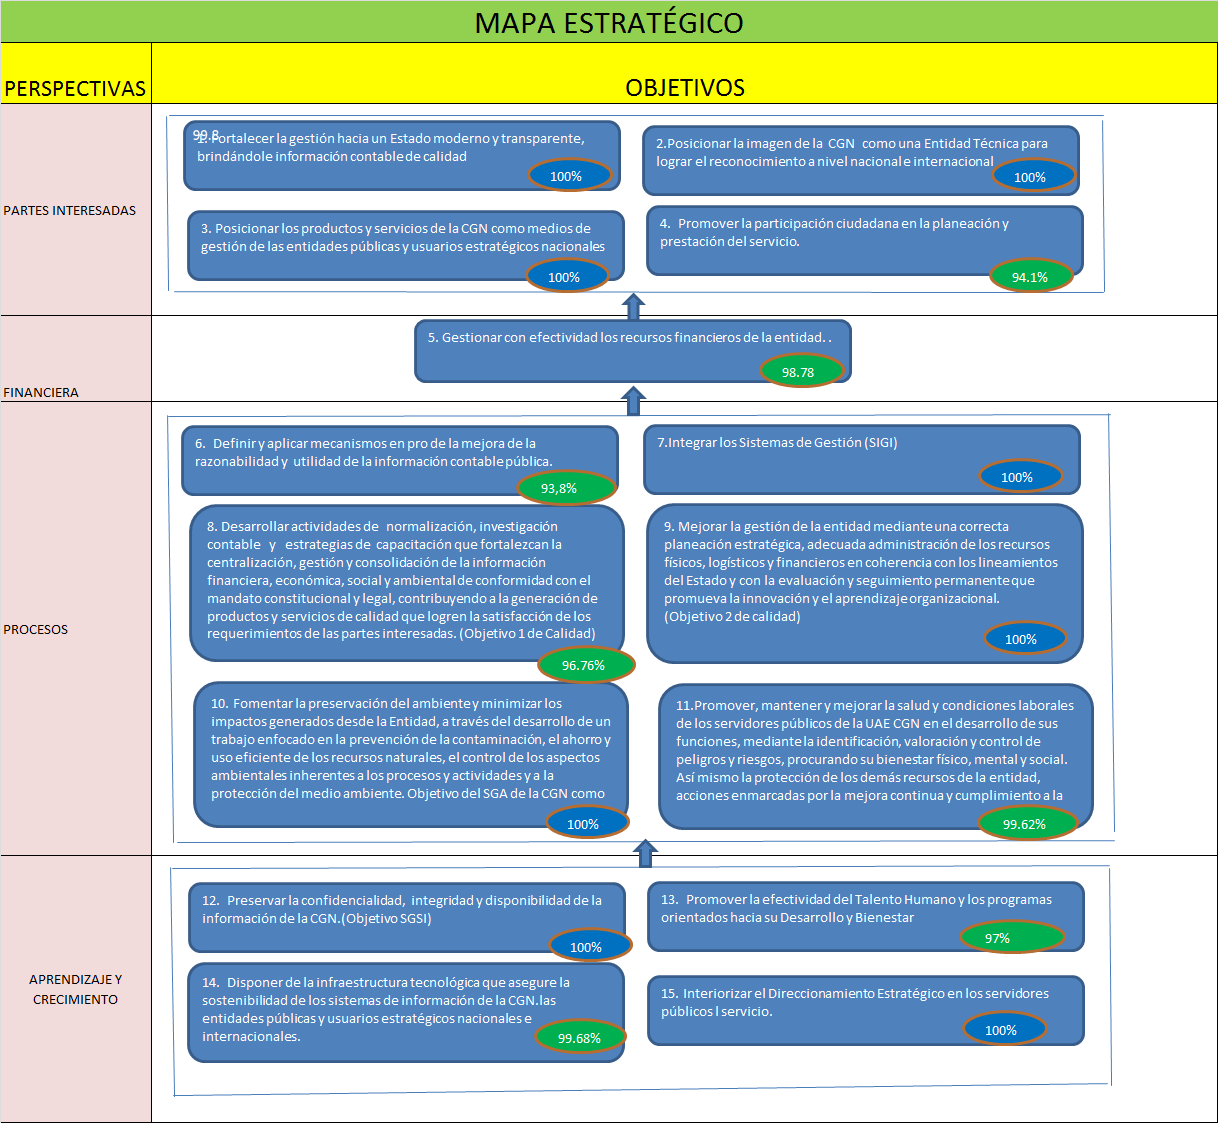 MAPA ESTRATÉGICO
PERSPECTIVAS
OBJETIVOS
PARTES INTERESADAS
99.8
1. Fortalecer la gestión hacia un Estado moderno y transparente,
brindándole información contable de calidad
100%
2.Posicionar la imagen de la CGN como una Entidad Técnica para
lograr el reconocimiento a nivel nacional e internacional
100%
3. Posicionar los productos y servicios de la CGN como medios de
gestión de las entidades públicas y usuarios estratégicos nacionales
100%
4. Promover la participación ciudadana en la planeación y
prestación del servicio.
94.1%
FINANCIERA
5. Gestionar con efectividad los recursos financieros de la entidad. .
98.78
PROCESOS
6. Definir y aplicar mecanismos en pro de la mejora de la
razonabilidad y utilidad de la información contable pública.
93,8%
7.Integrar los Sistemas de Gestión (SIGI)
100%
8. Desarrollar actividades de normalización, investigación
contable y estrategias de capacitación que fortalezcan la
centralización, gestión y consolidación de la información
financiera, económica, social y ambiental de conformidad con el
mandato constitucional y legal, contribuyendo a la generación de
productos y servicios de calidad que logren la satisfacción de los
requerimientos de las partes interesadas. (Objetivo 1 de Calidad)
96.76%
9. Mejorar la gestión de la entidad mediante una correcta
planeación estratégica, adecuada administración de los recursos
físicos, logísticos y financieros en coherencia con los lineamientos
del Estado y con la evaluación y seguimiento permanente que
promueva la innovación y el aprendizaje organizacional.
(Objetivo 2 de calidad)
100%
10. Fomentar la preservación del ambiente y minimizar los
impactos generados desde la Entidad, a través del desarrollo de un
trabajo enfocado en la prevención de la contaminación, el ahorro y
uso eficiente de los recursos naturales, el control de los aspectos
ambientales inherentes a los procesos y actividades y a la
protección del medio ambiente. Objetivo del SGA de la CGN como
100%
11.Promover, mantener y mejorar la salud y condiciones laborales
de los servidores públicos de la UAE CGN en el desarrollo de sus
funciones, mediante la identificación, valoración y control de
peligros y riesgos, procurando su bienestar físico, mental y social.
Así mismo la protección de los demás recursos de la entidad,
acciones enmarcadas por la mejora continua y cumplimiento a la
99.62%
APRENDIZAJE Y
CRECIMIENTO
12. Preservar la confidencialidad, integridad y disponibilidad de la
información de la CGN.(Objetivo SGSI)
100%
13. Promover la efectividad del Talento Humano y los programas
orientados hacia su Desarrollo y Bienestar
97%
14. Disponer de la infraestructura tecnológica que asegure la
sostenibilidad de los sistemas de información de la CGN.las
entidades públicas y usuarios estratégicos nacionales e
internacionales.
99.68%
15. Interiorizar el Direccionamiento Estratégico en los servidores
públicos l servicio.
100%